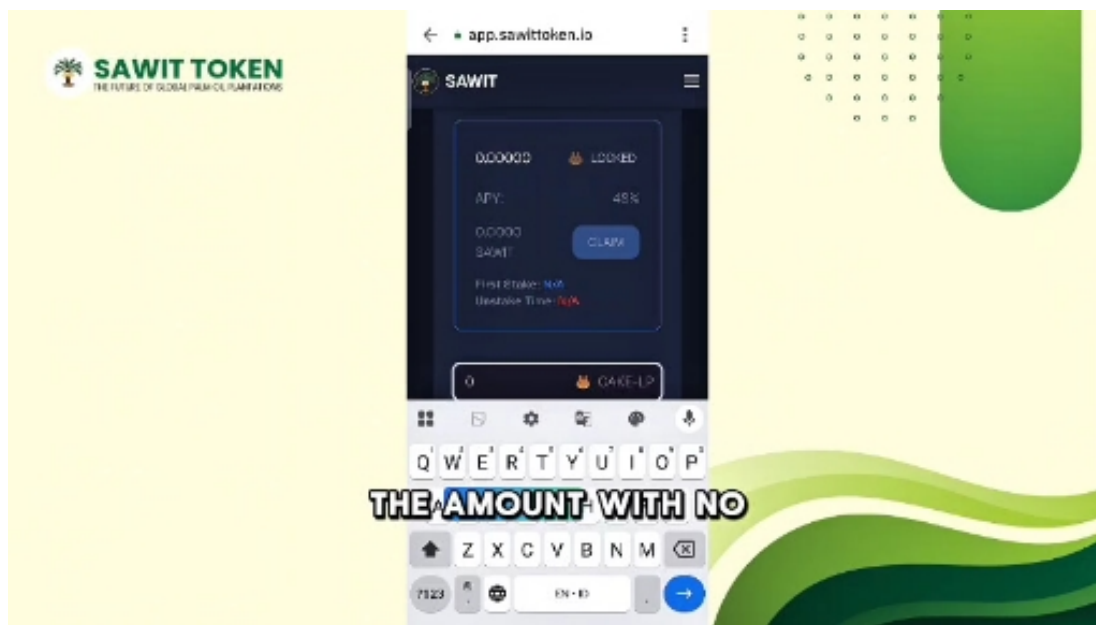 app.sawittoken.io
SAWIT TOKEN
THE FUTURE OF GLOBAL PALM OIL PLANTATIONS
SAWIT
0.00000 LOCKED
APY: 48%
0.0000 CLAIM
SAWIT
First Stake: N/A
Unstake Time: N/A
0 CAKE-LP
Q W E R T Y U I O P
THE AMOUNT WITH NO
Z X C V B N M
?123 EN • ID .